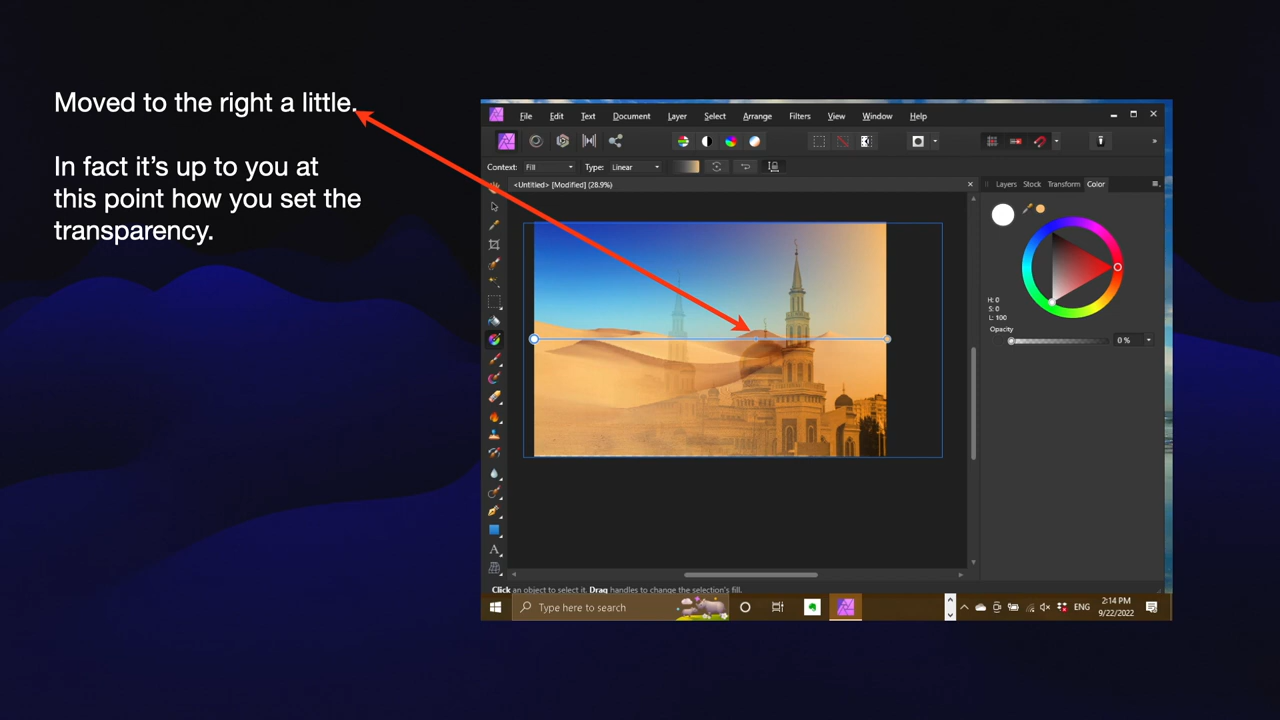 Moved to the right a little.
In fact it’s up to you at
this point how you set the
transparency.
File Edit Text Document Layer Select Arrange Filters View Window Help
Context: Fill Type: Linear
<Untitled> [Modified] (28.9%)
Layers Stock Transform Color
H: 0
S: 0
L: 100
Opacity
0 %
Click an object to select it. Drag handles to change the selection's fill.
Type here to search
ENG
2:14 PM
9/22/2022